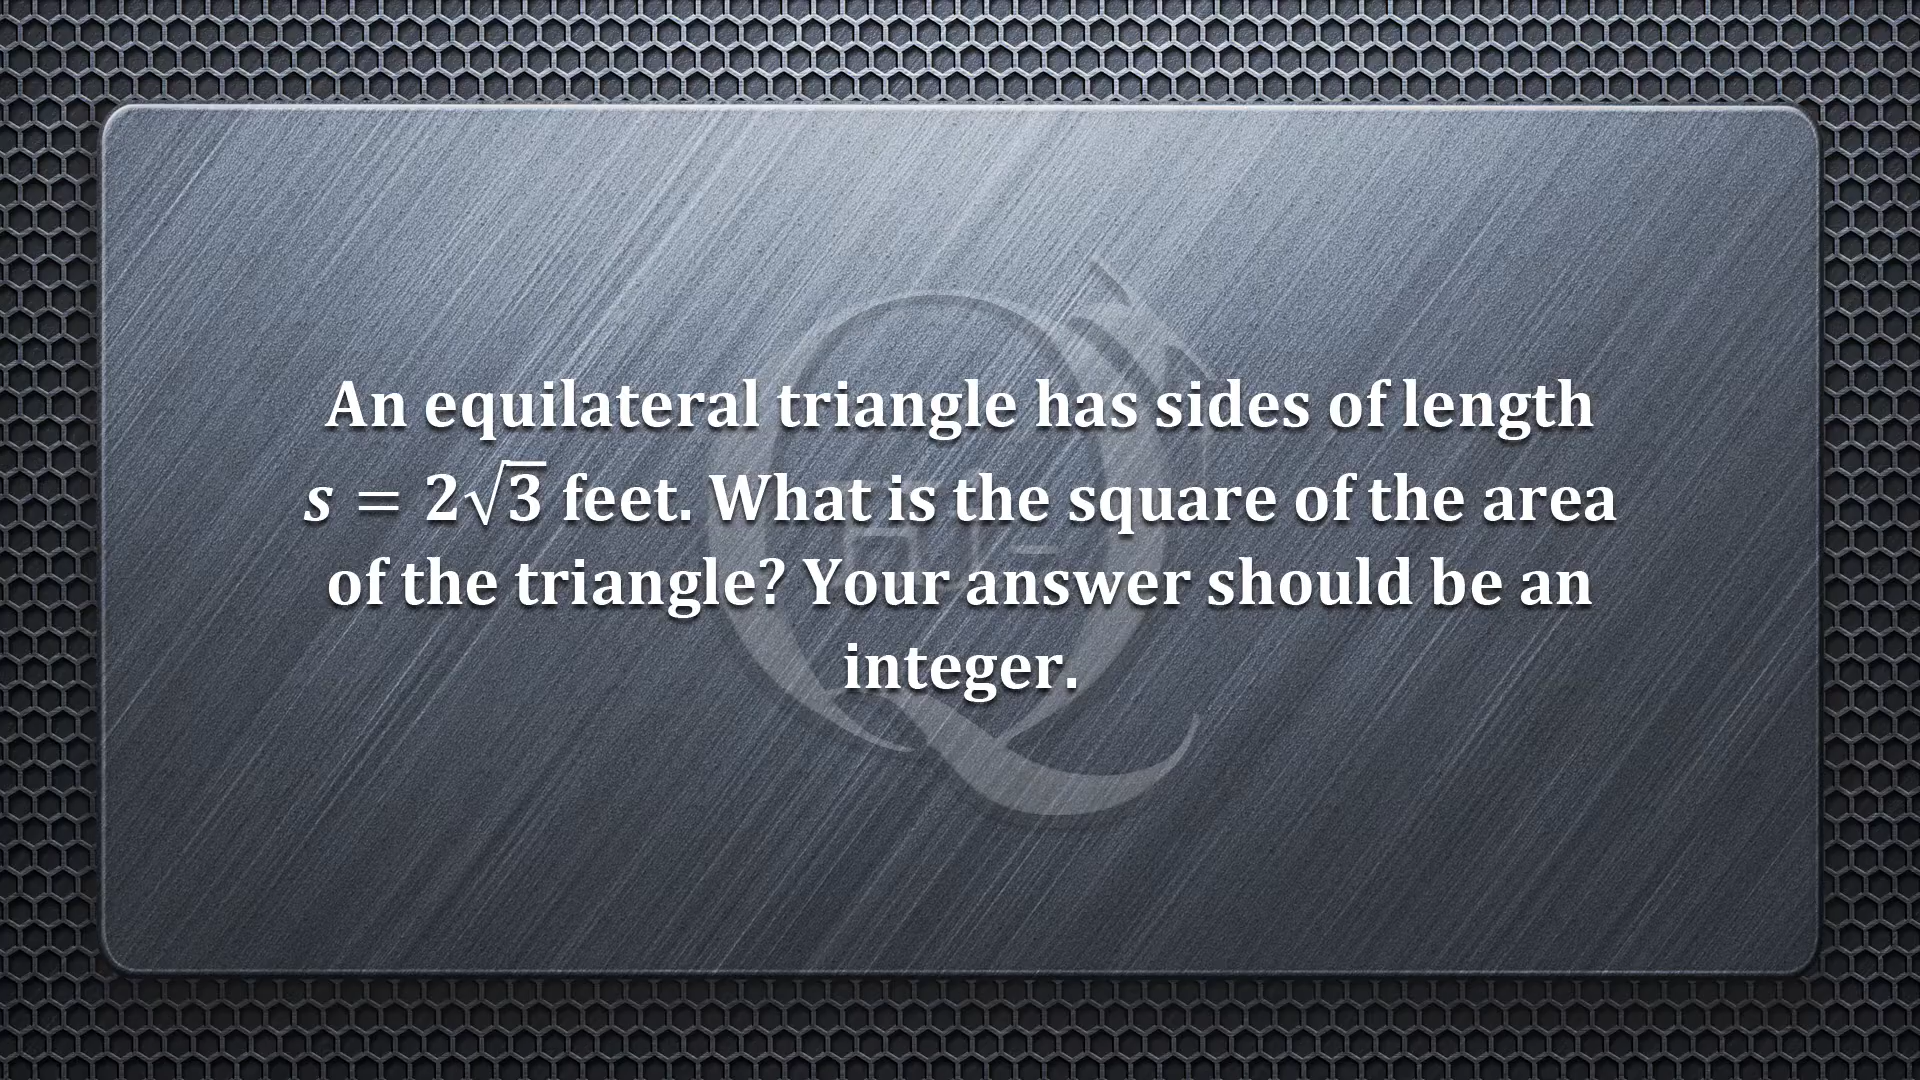 An equilateral triangle has sides of length
s = 2√3 feet. What is the square of the area
of the triangle? Your answer should be an
integer.